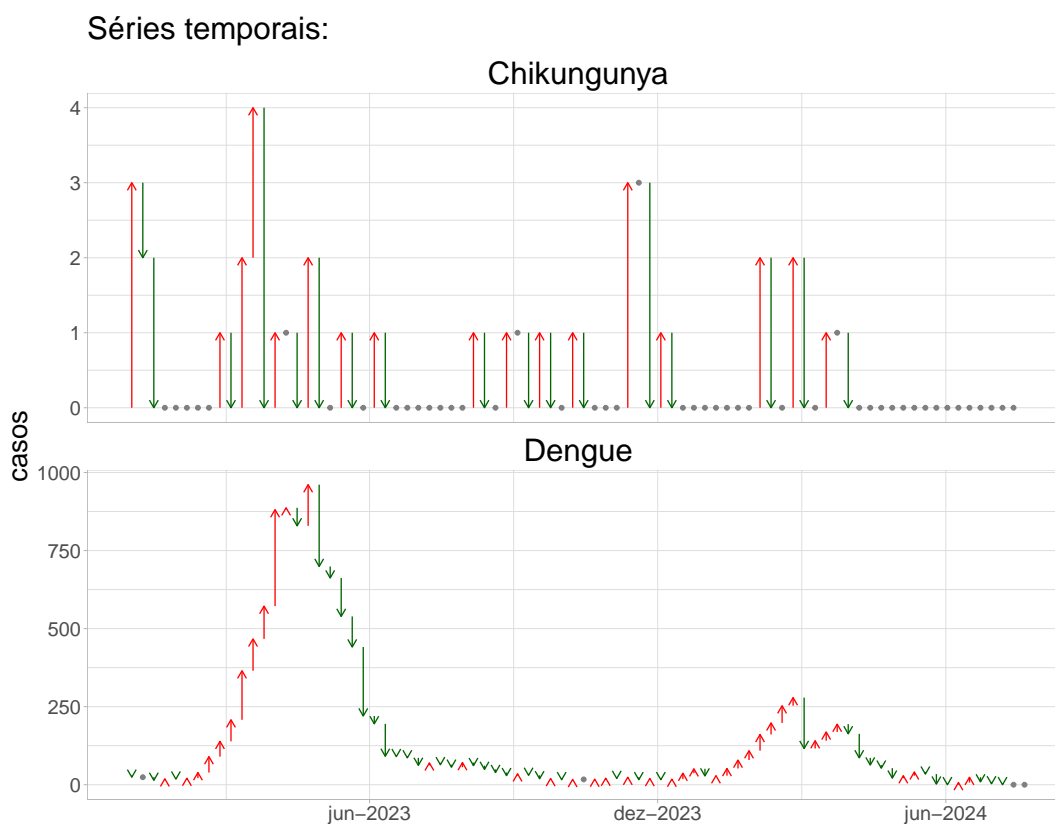 Séries temporais:
Chikungunya
4
3
2
1
0
casos
Dengue
1000
750
500
250
0
jun−2023
dez−2023
jun−2024